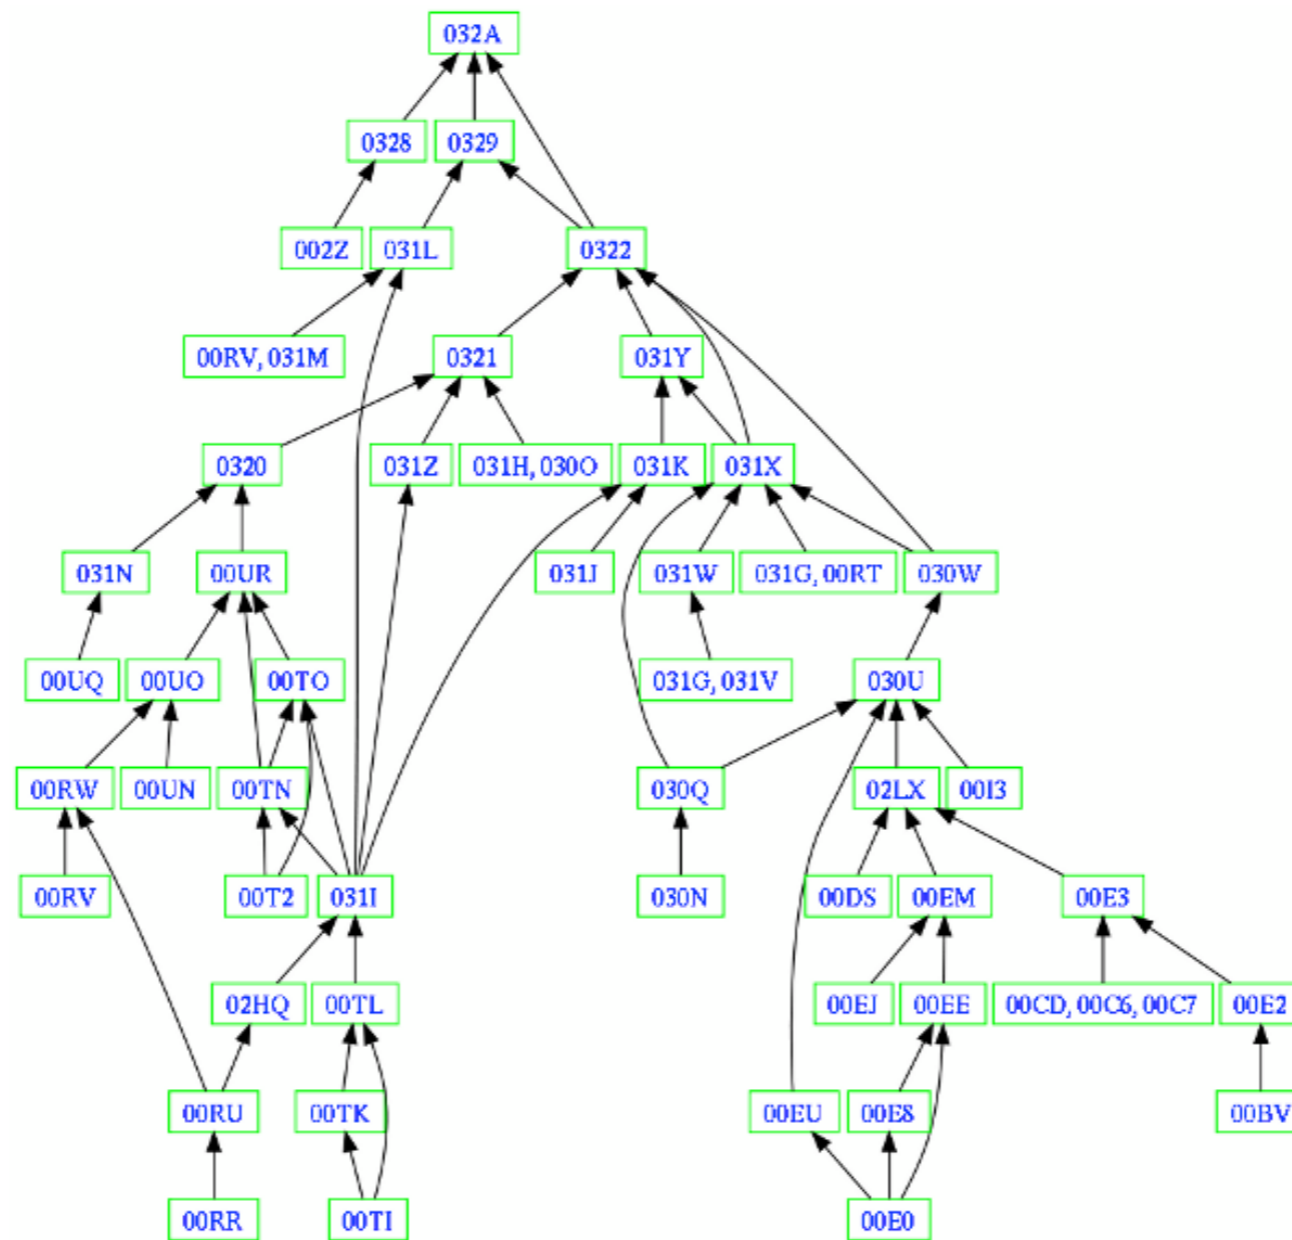 032A
0328 0329
002Z 031L 0322
00RV, 031M 0321 031Y
0320 031Z 031H, 030O 031K 031X
031N 00UR 031J 031W 031G, 00RT 030W
00UQ 00UO 00TO 031G, 031V 030U
00RW 00UN 00TN 030Q 02LX 00I3
00RV 00T2 031I 030N 00DS 00EM 00E3
02HQ 00TL 00EJ 00EE 00CD, 00C6, 00C7 00E2
00RU 00TK 00EU 00E8 00BV
00RR 00TI 00E0